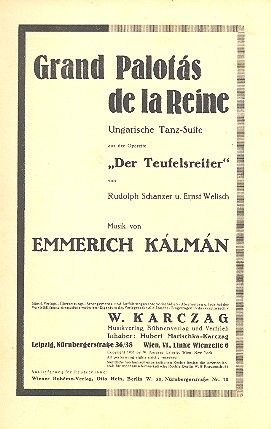 Grand Palotás
de la Reine
Ungarische Tanz-Suite
aus der Operette
„Der Teufelsreiter“
von
Rudolph Schanzer u. Ernst Welisch
Musik von
EMMERICH KÁLMÁN
W. KARCZAG
Musikverlag, Bühnenverlag und Vertrieb
Inhaber: Hubert Marischka-Karczag
Leipzig, Nürnbergerstraße 36/38 Wien, VI., Linke Wienzeile 6
Wiener Bohème-Verlag, Otto Hein, Berlin W. 50, Nürnbergerstraße Nr.